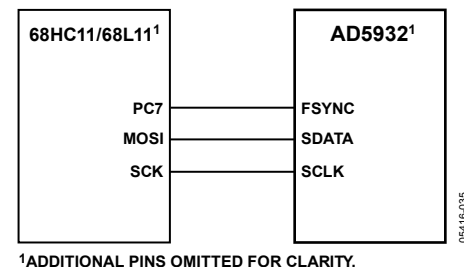 68HC11/68L11¹ AD5932¹
PC7 FSYNC
MOSI SDATA
SCK SCLK
05416-035
¹ADDITIONAL PINS OMITTED FOR CLARITY.